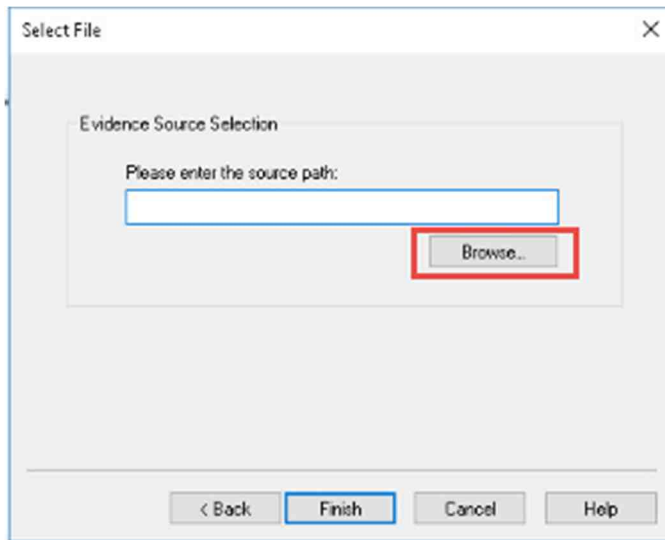 Select File
Evidence Source Selection
Please enter the source path:
Browse...
< Back Finish Cancel Help